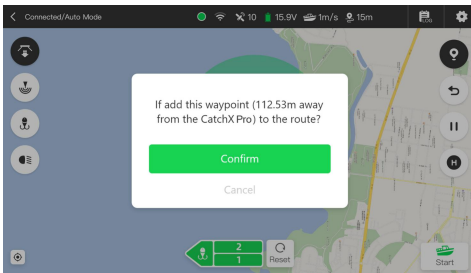 Connected/Auto Mode
10
15.9V
1m/s
15m
LOG
If add this waypoint (112.53m away
from the CatchX Pro) to the route?
Confirm
Cancel
H
2
1
Reset
Start